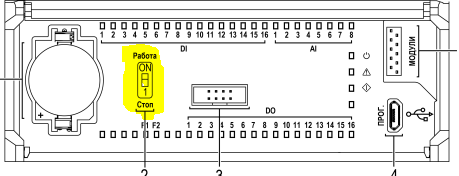 1 2 3 4 5 6 7 8 9 10 11 12 13 14 15 16 1 2 3 4 5 6 7 8
DI AI
Работа
ON
1
Стоп
МОДУЛИ
+
DO
F1 F2 1 2 3 4 5 6 7 8 9 10 11 12 13 14 15 16
ПРОГ.
2 3 4